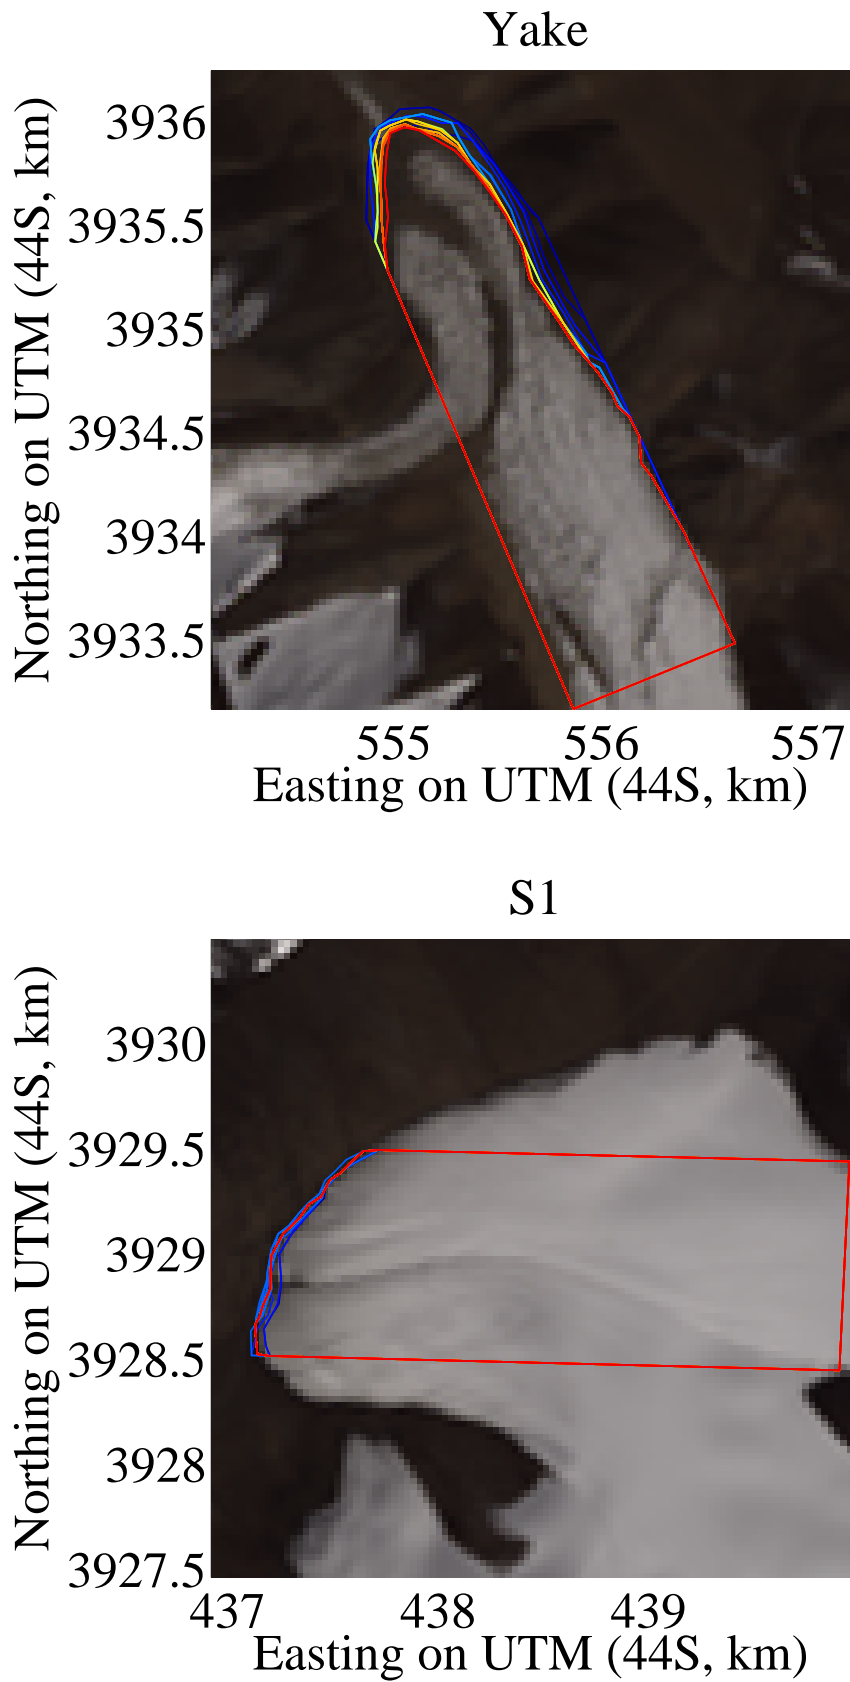 Yake
Northing on UTM (44S, km)
3936
3935.5
3935
3934.5
3934
3933.5
555 556 557
Easting on UTM (44S, km)
S1
Northing on UTM (44S, km)
3930
3929.5
3929
3928.5
3928
3927.5
437 438 439
Easting on UTM (44S, km)